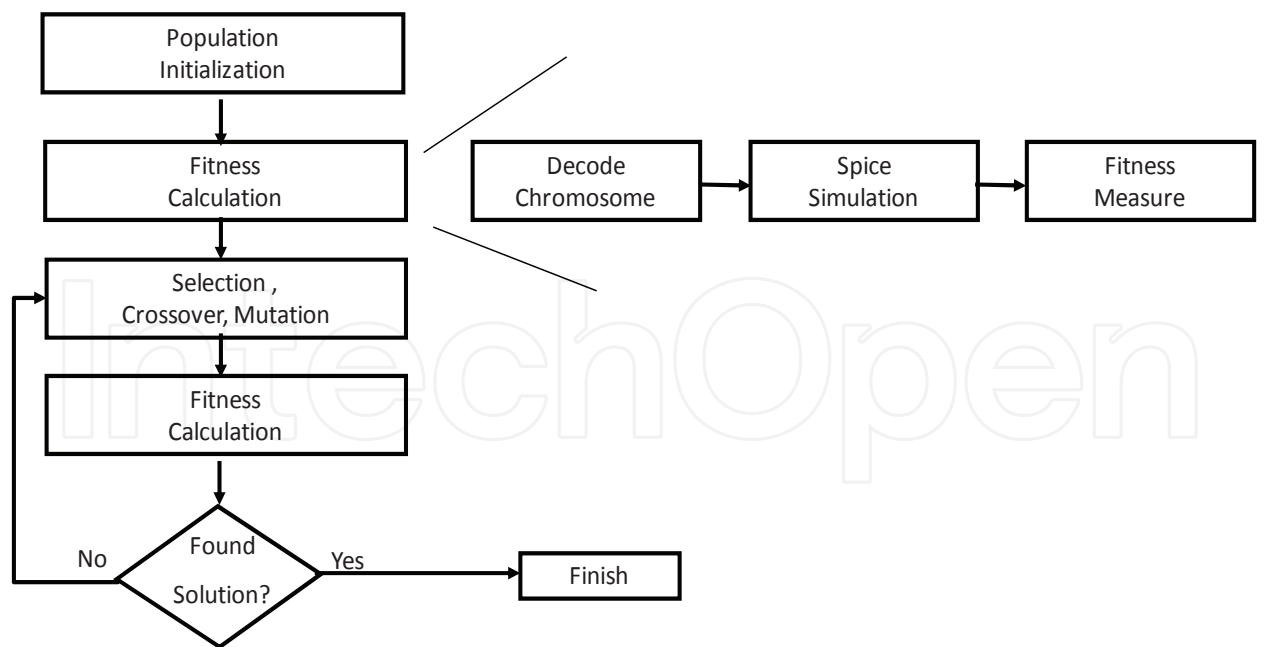 Population
Initialization
Fitness
Calculation
Decode
Chromosome
Spice
Simulation
Fitness
Measure
Selection ,
Crossover, Mutation
Fitness
Calculation
Found
Solution?
No
Yes
Finish
IntechOpen